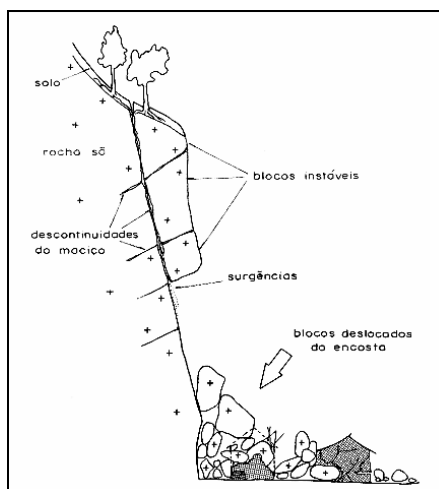 solo
rocha sã
blocos instáveis
descontinuidades
do maciço
surgências
blocos deslocados
da encosta